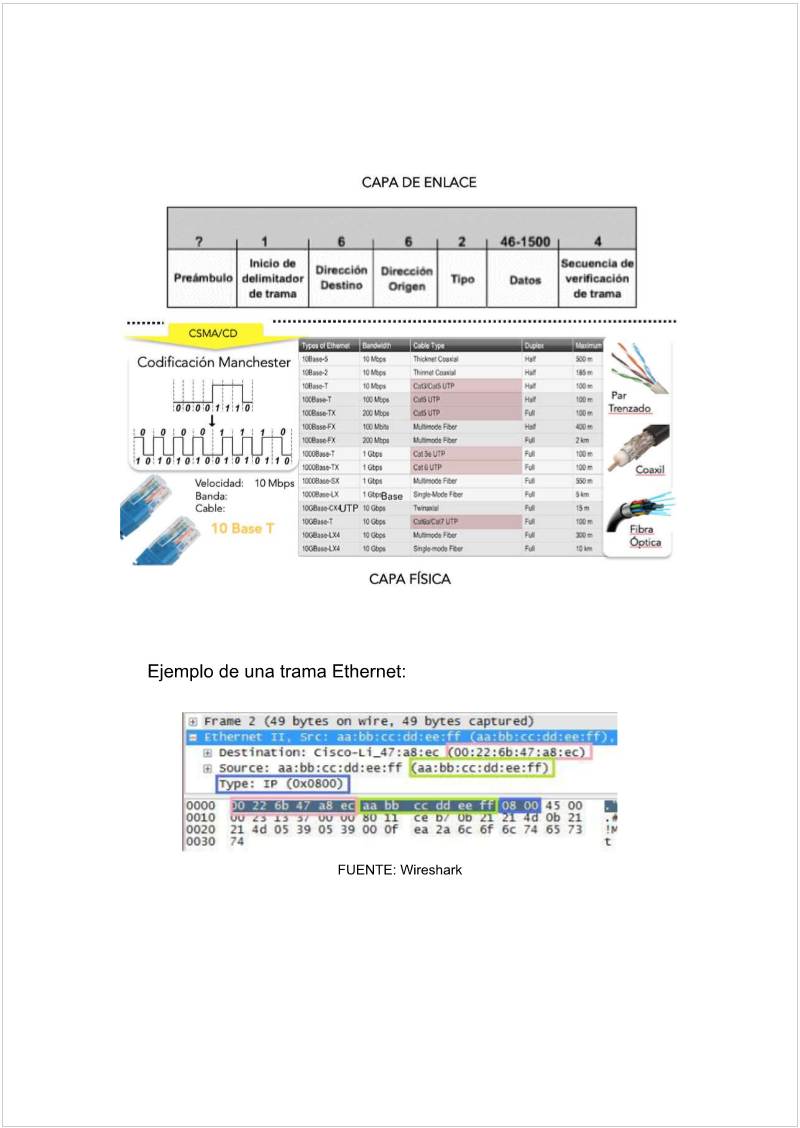 CAPA DE ENLACE
? 1 6 6 2 46-1500 4
Preámbulo
Inicio de
delimitador
de trama
Dirección
Destino
Dirección
Origen
Tipo
Datos
Secuencia de
verificación
de trama
CSMA/CD
Codificación Manchester
0 0 0 0 1 1 1 0
0 0 0 0 1 1 1 0
1 0 1 0 1 0 1 0 0 1 0 1 0 1 1 0
Velocidad: 10 Mbps
Banda: Base
Cable: UTP
10 Base T
Types of Ethernet Bandwidth Cable Type Duplex Maximum
10Base-5 10 Mbps Thicknet Coaxial Half 500 m
10Base-2 10 Mbps Thinnet Coaxial Half 185 m
10Base-T 10 Mbps Cat3/Cat5 UTP Half 100 m
100Base-T 100 Mbps Cat5 UTP Half 100 m
100Base-TX 200 Mbps Cat5 UTP Full 100 m
100Base-FX 100 Mbits Multimode Fiber Half 400 m
100Base-FX 200 Mbps Multimode Fiber Full 2 km
1000Base-T 1 Gbps Cat 5e UTP Full 100 m
1000Base-TX 1 Gbps Cat 6 UTP Full 100 m
1000Base-SX 1 Gbps Multimode Fiber Full 550 m
1000Base-LX 1 Gbps Single-Mode Fiber Full 5 km
10GBase-CX4 10 Gbps Twinaxial Full 15 m
10GBase-T 10 Gbps Cat6a/Cat7 UTP Full 100 m
10GBase-LX4 10 Gbps Multimode Fiber Full 300 m
10GBase-LX4 10 Gbps Single-mode Fiber Full 10 km
Par
Trenzado
Coaxil
Fibra
Óptica
CAPA FÍSICA
Ejemplo de una trama Ethernet:
Frame 2 (49 bytes on wire, 49 bytes captured)
Ethernet II, Src: aa:bb:cc:dd:ee:ff (aa:bb:cc:dd:ee:ff),
Destination: Cisco-Li_47:a8:ec (00:22:6b:47:a8:ec)
Source: aa:bb:cc:dd:ee:ff (aa:bb:cc:dd:ee:ff)
Type: IP (0x0800)
0000 00 22 6b 47 a8 ec aa bb cc dd ee ff 08 00 45 00
0010 00 23 13 37 00 00 80 11 ce b7 0b 21 21 4d 0b 21 .#
0020 21 4d 05 39 05 39 00 0f ea 2a 6c 6f 6c 74 65 73 !M
0030 74 t
FUENTE: Wireshark